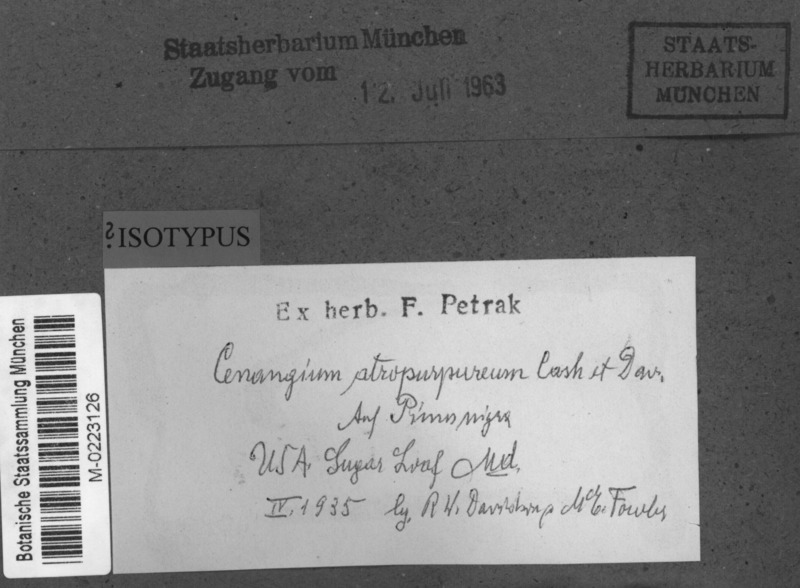 Staatsherbarium München
Zugang vom
12. Juli 1963
STAATS-
HERBARIUM
MÜNCHEN
? ISOTYPUS
Botanische Staatssammlung München
M-0223126
Ex herb. F. Petrak
Cenangium atropurpureum Cash et Dav.
Auf Pinus nigra
USA. Sugar Loaf Md.
IV. 1935 lg. R. W. Davidson M. E. Fowler